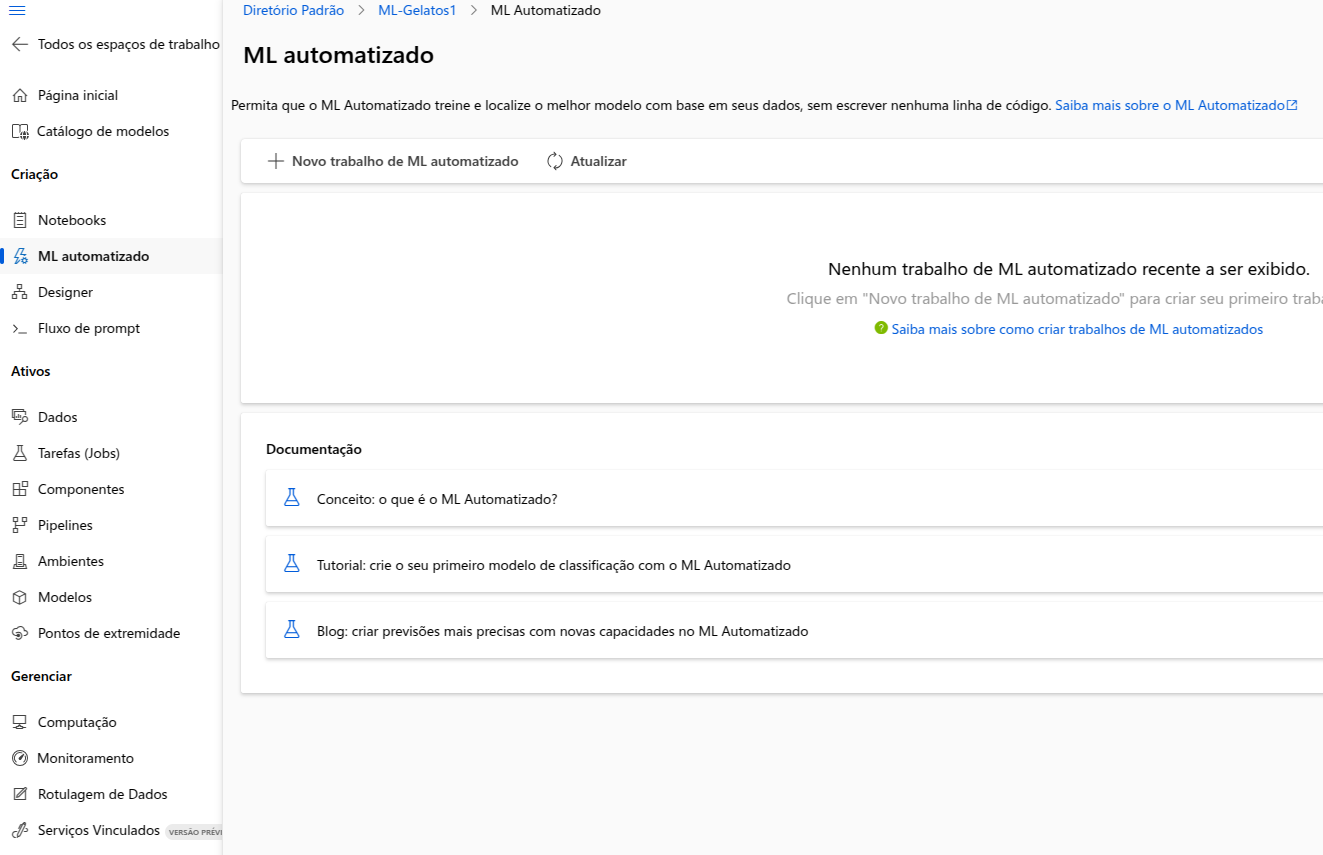 Todos os espaços de trabalho
Página inicial
Catálogo de modelos
Criação
Notebooks
ML automatizado
Designer
Fluxo de prompt
Ativos
Dados
Tarefas (Jobs)
Componentes
Pipelines
Ambientes
Modelos
Pontos de extremidade
Gerenciar
Computação
Monitoramento
Rotulagem de Dados
Serviços Vinculados VERSÃO
Diretório Padrão > ML-Gelatos1 > ML Automatizado
ML automatizado
Permita que o ML Automatizado treine e localize o melhor modelo com base em seus dados, sem escrever nenhuma linha de código. Saiba mais sobre o ML Automatizado
Novo trabalho de ML automatizado Atualizar
Nenhum trabalho de ML automatizado recente a ser exibido.
Clique em "Novo trabalho de ML automatizado" para criar seu primeiro
Saiba mais sobre como criar trabalhos de ML automatizados
Documentação
Conceito: o que é o ML Automatizado?
Tutorial: crie o seu primeiro modelo de classificação com o ML Automatizado
Blog: criar previsões mais precisas com novas capacidades no ML Automatizado